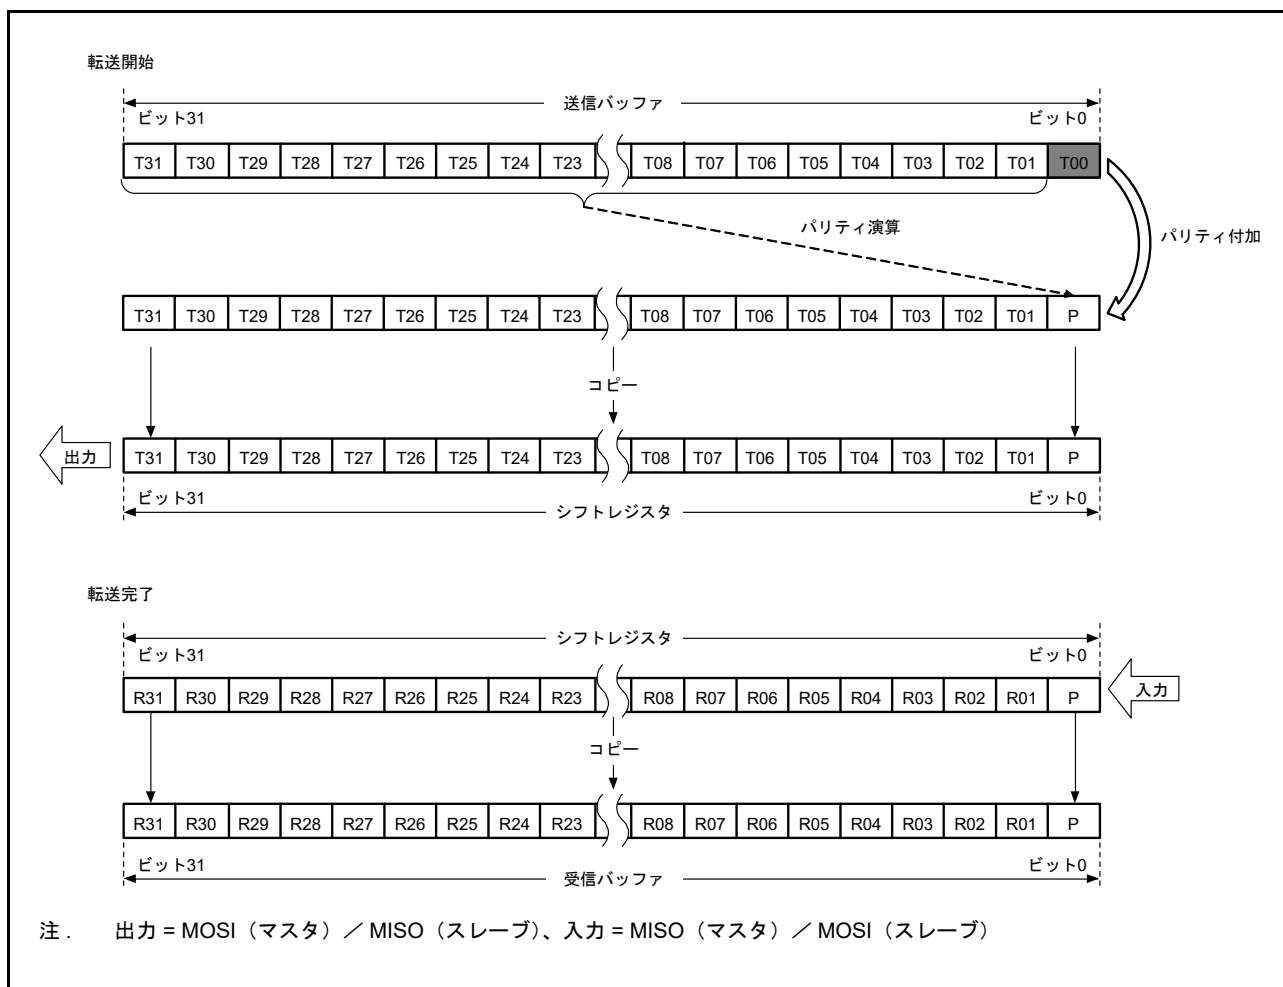 転送開始
送信バッファ
ビット31 ビット0
T31 T30 T29 T28 T27 T26 T25 T24 T23 T08 T07 T06 T05 T04 T03 T02 T01 T00
パリティ演算
パリティ付加
T31 T30 T29 T28 T27 T26 T25 T24 T23 T08 T07 T06 T05 T04 T03 T02 T01 P
コピー
出力 T31 T30 T29 T28 T27 T26 T25 T24 T23 T08 T07 T06 T05 T04 T03 T02 T01 P
ビット31 ビット0
シフトレジスタ
転送完了
シフトレジスタ
ビット31 ビット0
R31 R30 R29 R28 R27 R26 R25 R24 R23 R08 R07 R06 R05 R04 R03 R02 R01 P 入力
コピー
R31 R30 R29 R28 R27 R26 R25 R24 R23 R08 R07 R06 R05 R04 R03 R02 R01 P
ビット31 ビット0
受信バッファ
注． 出力 = MOSI（マスタ）／ MISO（スレーブ）、入力 = MISO（マスタ）／ MOSI（スレーブ）